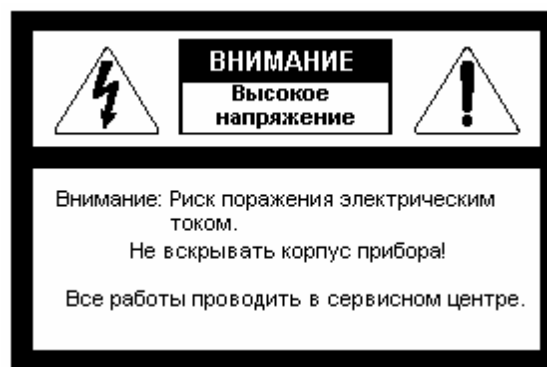 ВНИМАНИЕ
Высокое
напряжение
Внимание: Риск поражения электрическим
током.
Не вскрывать корпус прибора!
Все работы проводить в сервисном центре.